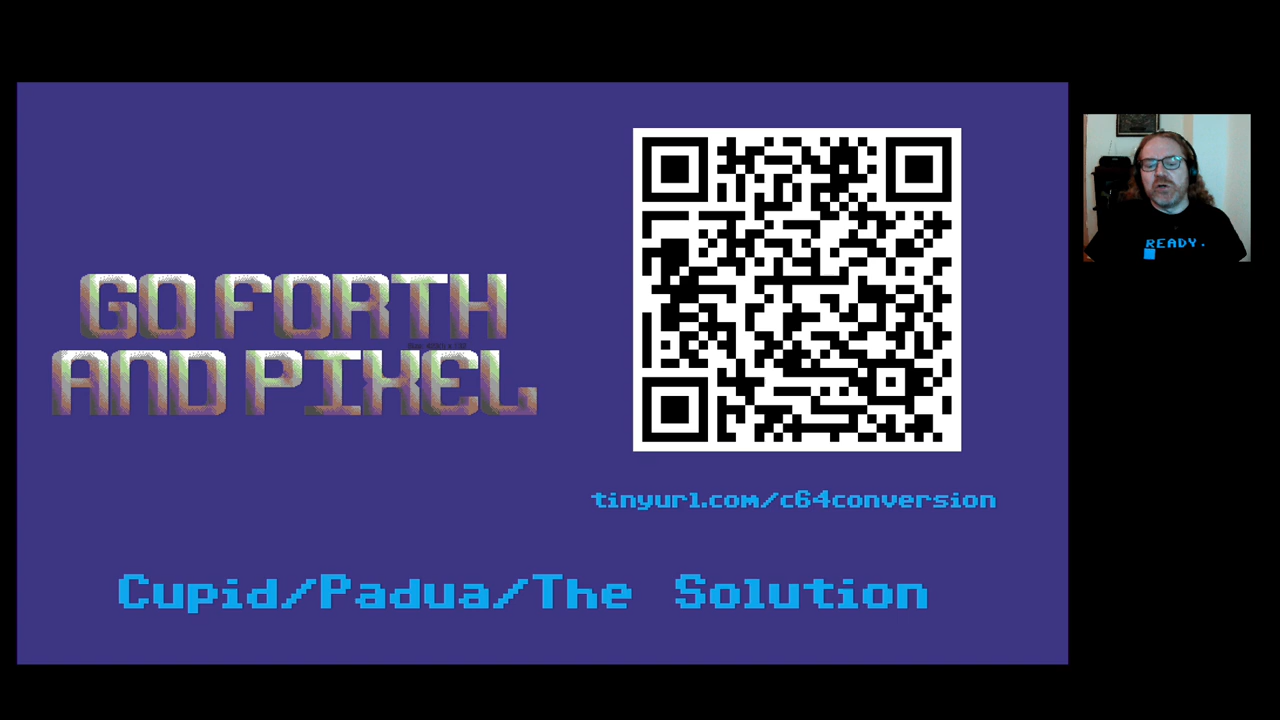 GO FORTH
AND PIXEL
tinyurl.com/c64conversion
Cupid/Padua/The Solution
READY.